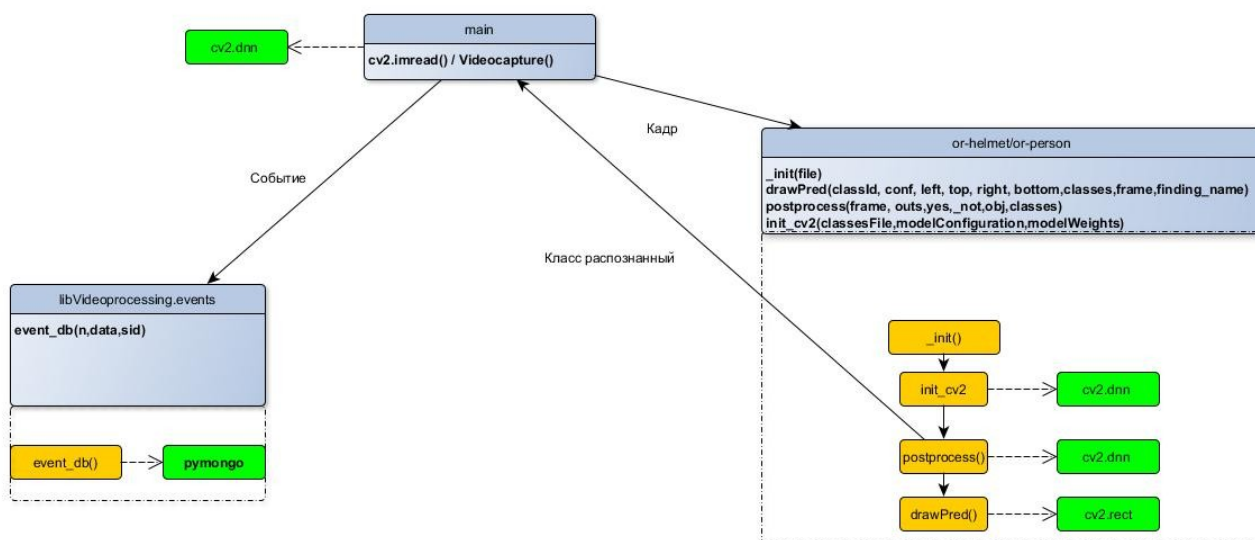 main
cv2.dnn
cv2.imread() / Videocapture()
Кадр
or-helmet/or-person
_init(file)
drawPred(classId, conf, left, top, right, bottom,classes,frame,finding_name)
postprocess(frame, outs,yes,_not,obj,classes)
init_cv2(classesFile,modelConfiguration,modelWeights)
Событие
Класс распознанный
libVideoprocessing.events
event_db(n,data,sid)
_init()
init_cv2
cv2.dnn
postprocess()
cv2.dnn
event_db()
pymongo
drawPred()
cv2.rect